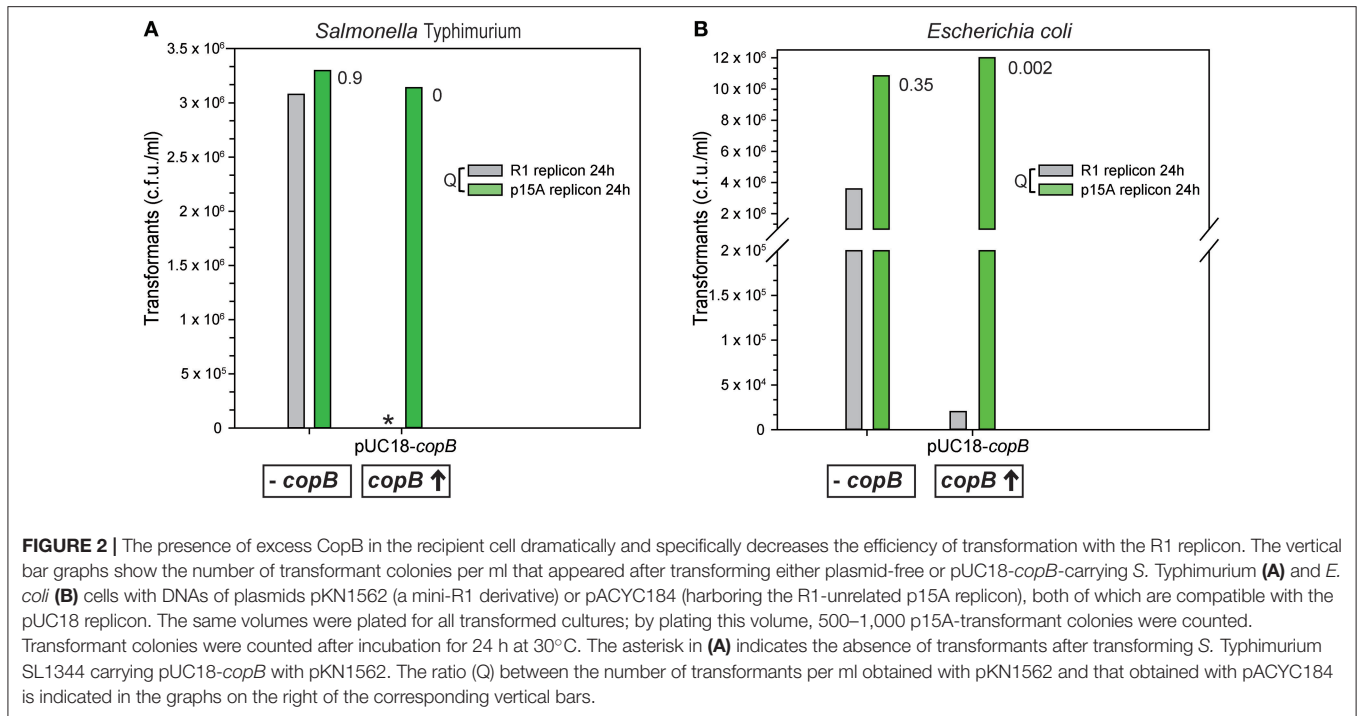 A
Salmonella Typhimurium
3.5 x 10⁶
3 x 10⁶
2.5 x 10⁶
2 x 10⁶
1.5 x 10⁶
1 x 10⁶
5 x 10⁵
0
Transformants (c.f.u./ml)
0.9
0
Q
R1 replicon 24h
p15A replicon 24h
*
pUC18-copB
- copB
copB ↑
B
Escherichia coli
12 x 10⁶
10 x 10⁶
8 x 10⁶
6 x 10⁶
4 x 10⁶
2 x 10⁶
2 x 10⁵
1.5 x 10⁵
1 x 10⁵
5 x 10⁴
0
Transformants (c.f.u./ml)
0.35
0.002
Q
R1 replicon 24h
p15A replicon 24h
pUC18-copB
- copB
copB ↑
FIGURE 2 | The presence of excess CopB in the recipient cell dramatically and specifically decreases the efficiency of transformation with the R1 replicon. The vertical
bar graphs show the number of transformant colonies per ml that appeared after transforming either plasmid-free or pUC18-copB-carrying S. Typhimurium (A) and E.
coli (B) cells with DNAs of plasmids pKN1562 (a mini-R1 derivative) or pACYC184 (harboring the R1-unrelated p15A replicon), both of which are compatible with the
pUC18 replicon. The same volumes were plated for all transformed cultures; by plating this volume, 500–1,000 p15A-transformant colonies were counted.
Transformant colonies were counted after incubation for 24 h at 30°C. The asterisk in (A) indicates the absence of transformants after transforming S. Typhimurium
SL1344 carrying pUC18-copB with pKN1562. The ratio (Q) between the number of transformants per ml obtained with pKN1562 and that obtained with pACYC184
is indicated in the graphs on the right of the corresponding vertical bars.